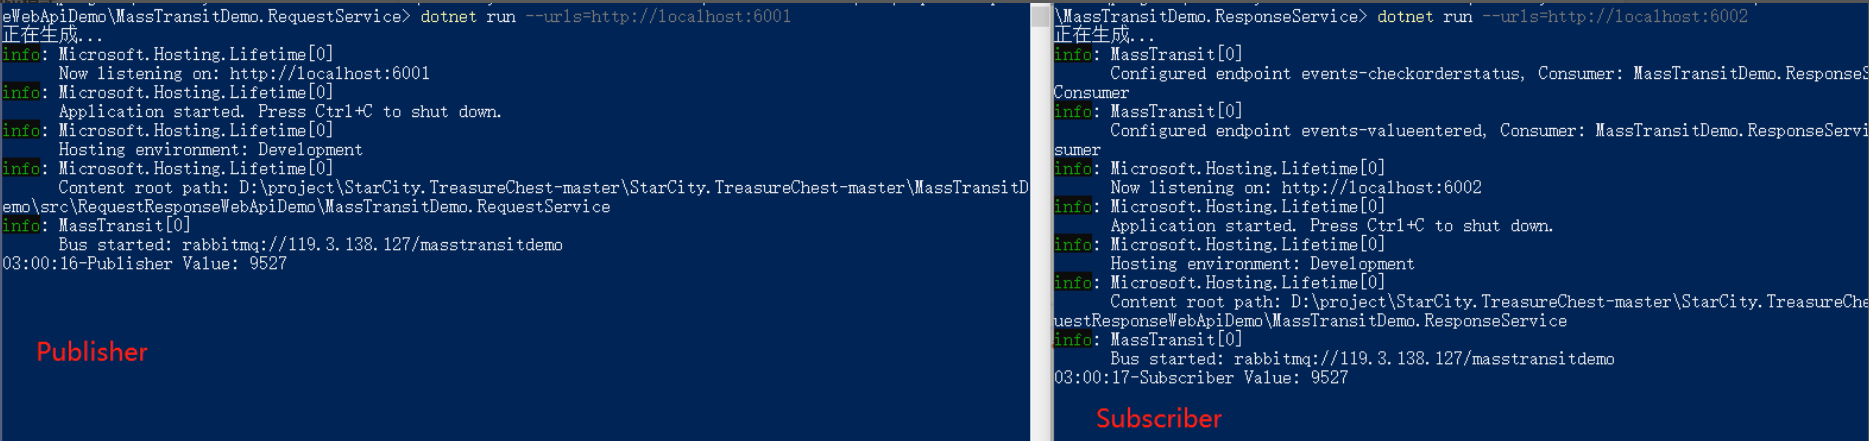 eWebApiDemo\MassTransitDemo.RequestService> dotnet run --urls=http://localhost:6001
正在生成...
info: Microsoft.Hosting.Lifetime[0]
Now listening on: http://localhost:6001
info: Microsoft.Hosting.Lifetime[0]
Application started. Press Ctrl+C to shut down.
info: Microsoft.Hosting.Lifetime[0]
Hosting environment: Development
info: Microsoft.Hosting.Lifetime[0]
Content root path: D:\project\StarCity.TreasureChest-master\StarCity.TreasureChest-master\MassTransitD
emo\src\RequestResponseWebApiDemo\MassTransitDemo.RequestService
info: MassTransit[0]
Bus started: rabbitmq://119.3.138.127/masstransitdemo
03:00:16-Publisher Value: 9527
Publisher
\MassTransitDemo.ResponseService> dotnet run --urls=http://localhost:6002
正在生成...
info: MassTransit[0]
Configured endpoint events-checkorderstatus, Consumer: MassTransitDemo.ResponseS
Consumer
info: MassTransit[0]
Configured endpoint events-valueentered, Consumer: MassTransitDemo.ResponseServi
sumer
info: Microsoft.Hosting.Lifetime[0]
Now listening on: http://localhost:6002
info: Microsoft.Hosting.Lifetime[0]
Application started. Press Ctrl+C to shut down.
info: Microsoft.Hosting.Lifetime[0]
Hosting environment: Development
info: Microsoft.Hosting.Lifetime[0]
Content root path: D:\project\StarCity.TreasureChest-master\StarCity.TreasureChe
uestResponseWebApiDemo\MassTransitDemo.ResponseService
info: MassTransit[0]
Bus started: rabbitmq://119.3.138.127/masstransitdemo
03:00:17-Subscriber Value: 9527
Subscriber